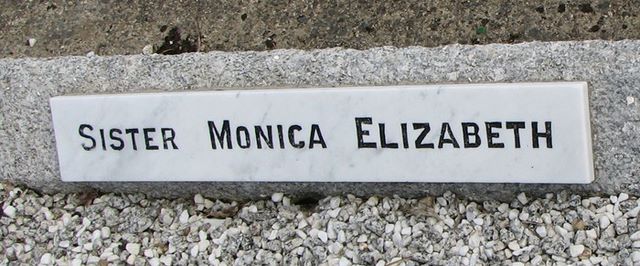 SISTER MONICA ELIZABETH